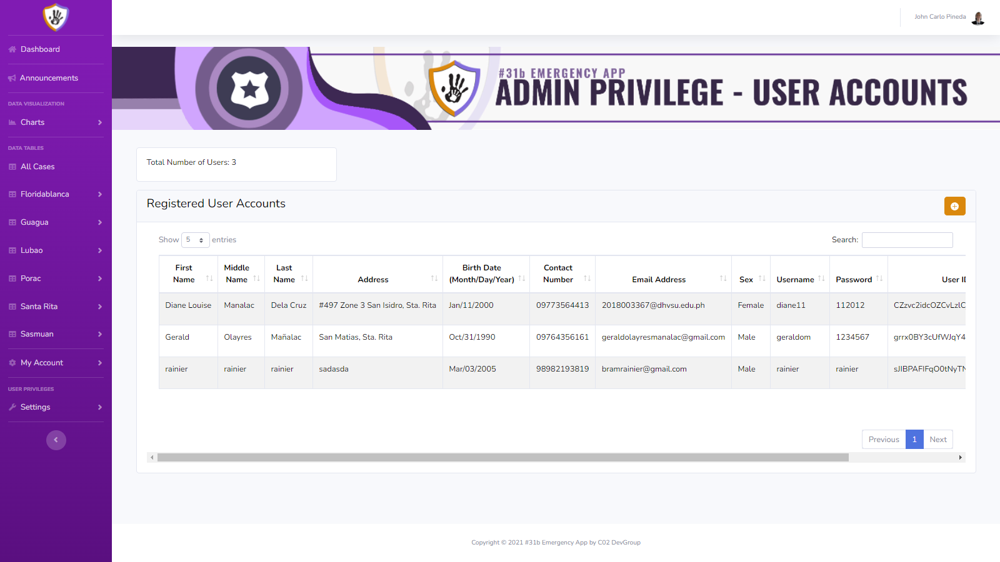 John Carlo Pineda
Dashboard
Announcements
DATA VISUALIZATION
Charts
DATA TABLES
All Cases
Floridablanca
Guagua
Lubao
Porac
Santa Rita
Sasmuan
My Account
USER PRIVILEGES
Settings
#31b EMERGENCY APP
ADMIN PRIVILEGE - USER ACCOUNTS
Total Number of Users: 3
Registered User Accounts
Show 5 entries
Search:
First Name Middle Name Last Name Address Birth Date (Month/Day/Year) Contact Number Email Address Sex Username Password User ID
Diane Louise Manalac Dela Cruz #497 Zone 3 San Isidro, Sta. Rita Jan/11/2000 09773564413 2018003367@dhvsu.edu.ph Female diane11 112012
Gerald Olayres Mañalac San Matias, Sta. Rita Oct/31/1990 09764356161 geraldolayresmanalac@gmail.com Male geraldom 1234567 grrx0BY3cUfWJqY4
rainier rainier rainier sadasda Mar/03/2005 98982193819 bramrainier@gmail.com Male rainier rainier
Previous 1 Next
Copyright © 2021 #31b Emergency App by C02 DevGroup